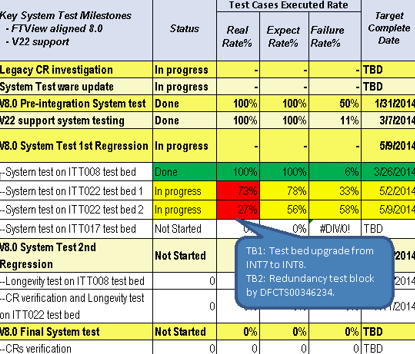 Key System Test Milestones
- FTView aligned 8.0
- V22 support
Status
Test Cases Executed Rate
Real Rate%
Expect Rate%
Failure Rate%
Target Complete Date
Legacy CR investigation In progress - - - TBD
System Test ware update In progress - - - TBD
V8.0 Pre-integration System test Done 100% 100% 50% 1/31/2014
V22 support system testing Done 100% 100% 11% 3/7/2014
V8.0 System Test 1st Regression In progress - - - 5/9/2014
--System test on ITT008 test bed Done 100% 100% 6% 3/26/2014
--System test on ITT022 test bed 1 In progress 73% 78% 33% 5/2/2014
--System test on ITT022 test bed 2 In progress 27% 56% 58% 5/9/2014
--System test on ITT017 test bed Not Started 0% #DIV/0! TBD
TB1: Test bed upgrade from
INT7 to INT8.
TB2: Redundancy test block
by DFCTS00346234.
V8.0 System Test 2nd
Regression Not Started
--Longevity test on ITT008 test bed 0
--CR verification and Longevity test
on ITT022 test bed 0
V8.0 Final System test Not Started 0% 0% 0% TBD
--CRs verification 0 0% 0% 0% TBD